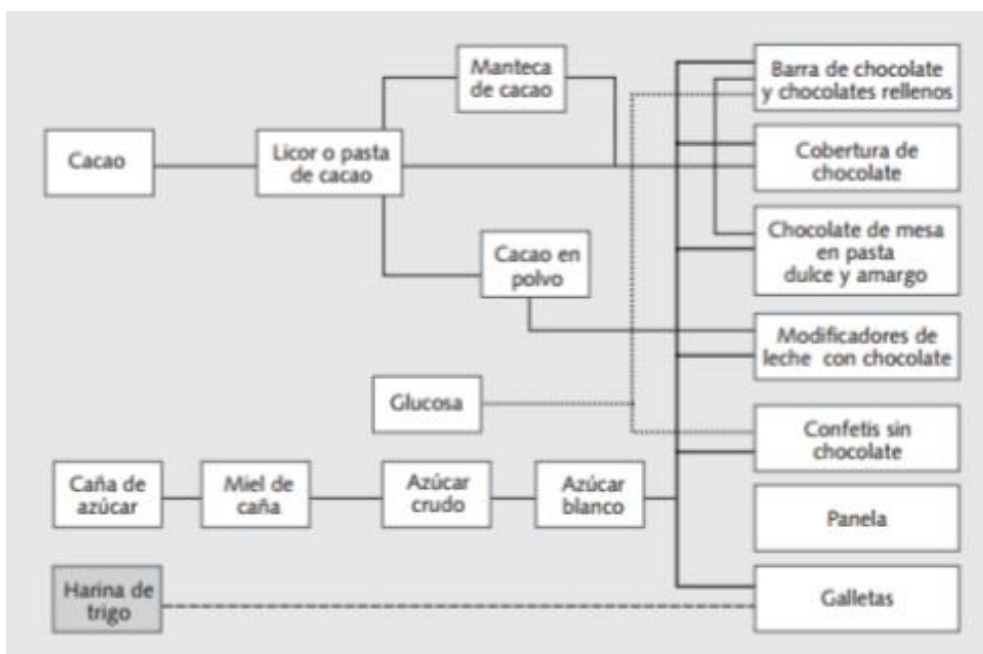 Manteca
de cacao
Barra de chocolate
y chocolates rellenos
Cacao
Licor o pasta
de cacao
Cobertura de
chocolate
Chocolate de mesa
en pasta
dulce y amargo
Cacao en
polvo
Modificadores de
leche con chocolate
Glucosa
Confetis sin
chocolate
Caña de
azúcar
Miel de
caña
Azúcar
crudo
Azúcar
blanco
Panela
Harina de
trigo
Galletas